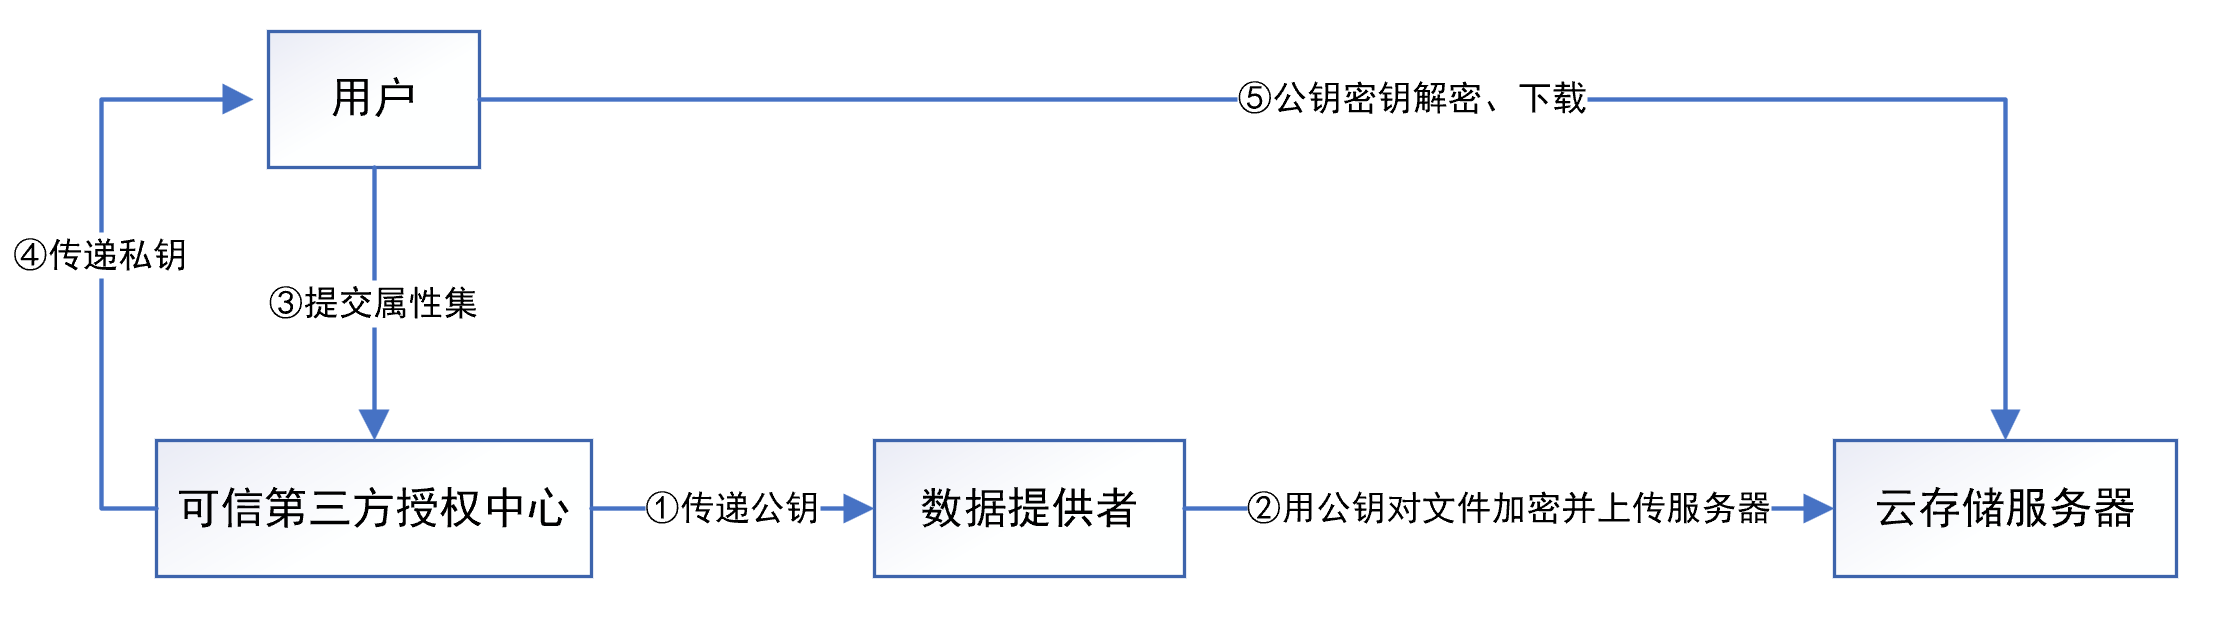 用户
⑤公钥密钥解密、下载
④传递私钥
③提交属性集
可信第三方授权中心
①传递公钥
数据提供者
②用公钥对文件加密并上传服务器
云存储服务器